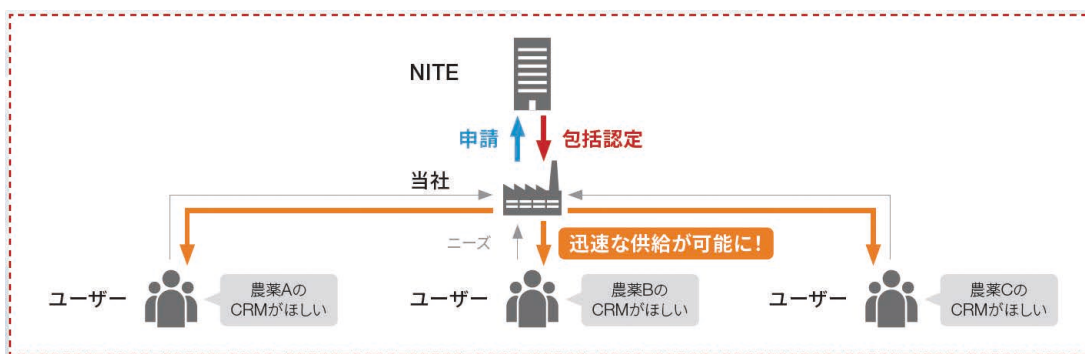 NITE
申請
包括認定
当社
ニーズ
迅速な供給が可能に!
ユーザー
農薬Aの
CRMがほしい
ユーザー
農薬Bの
CRMがほしい
ユーザー
農薬Cの
CRMがほしい